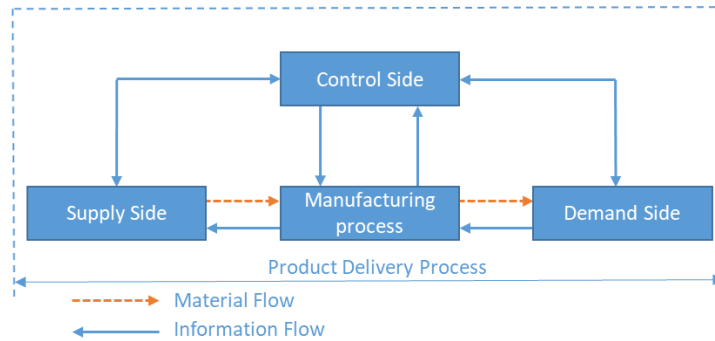 Control Side
Supply Side
Manufacturing
process
Demand Side
Product Delivery Process
Material Flow
Information Flow